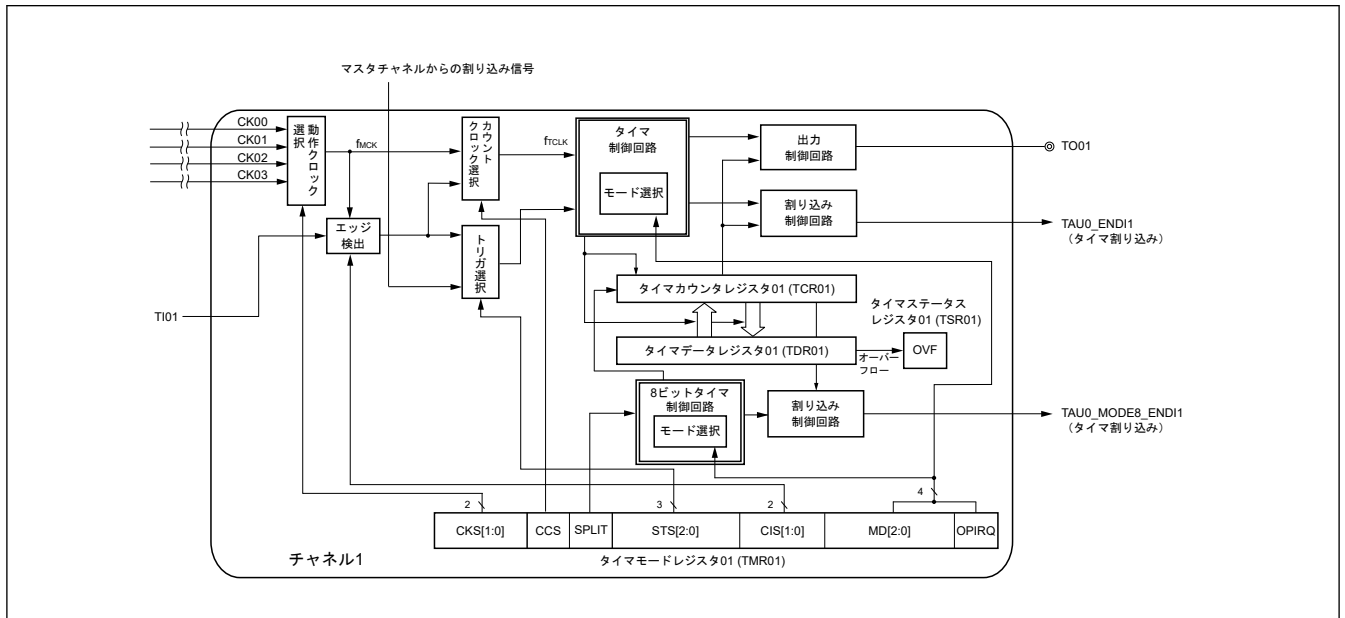 マスタチャネルからの割り込み信号
CK00
CK01
CK02
CK03
動作クロック
選択
fMCK
カウント
クロック選択
fTCLK
タイマ
制御回路
モード選択
出力
制御回路
TO01
エッジ
検出
トリガ選択
割り込み
制御回路
TAU0_ENDI1
(タイマ割り込み)
TI01
タイマカウンタレジスタ01 (TCR01)
タイマステータス
レジスタ01 (TSR01)
タイマデータレジスタ01 (TDR01)
オーバー
フロー
OVF
8ビットタイマ
制御回路
モード選択
割り込み
制御回路
TAU0_MODE8_ENDI1
(タイマ割り込み)
2
3
2
4
CKS[1:0]
CCS
SPLIT
STS[2:0]
CIS[1:0]
MD[2:0]
OPIRQ
チャネル1
タイマモードレジスタ01 (TMR01)